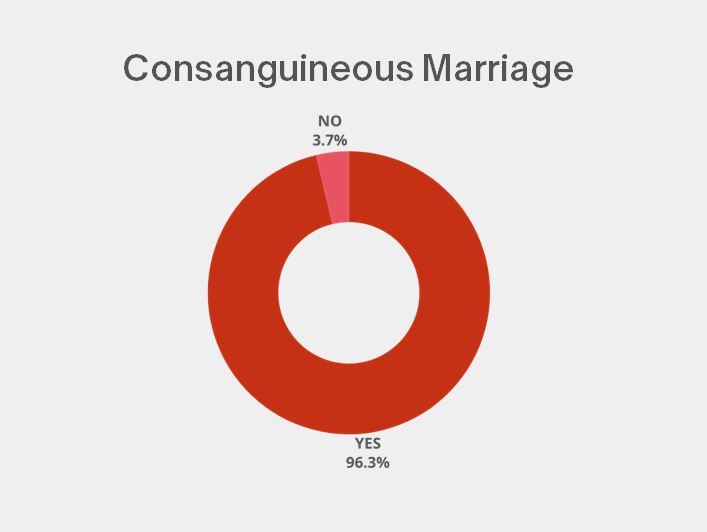 Consanguineous Marriage
NO
3.7%
YES
96.3%